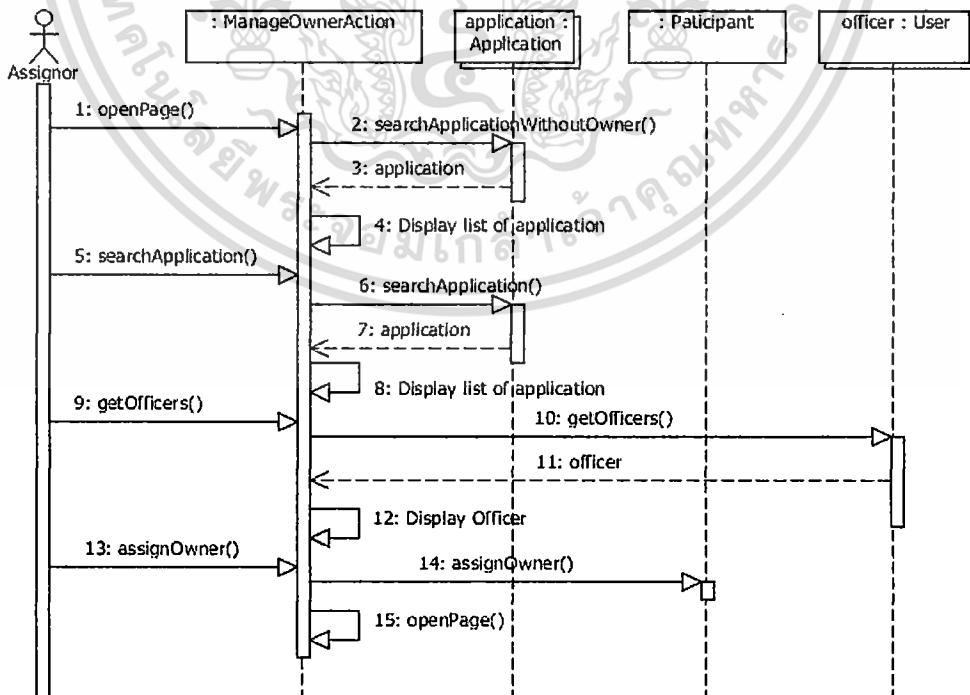 : ManageOwnerAction
application :
Application
: Paticipant
officer : User
Assignor
1: openPage()
2: searchApplicationWithoutOwner()
3: application
4: Display list of application
5: searchApplication()
6: searchApplication()
7: application
8: Display list of application
9: getOfficers()
10: getOfficers()
11: officer
12: Display Officer
13: assignOwner()
14: assignOwner()
15: openPage()